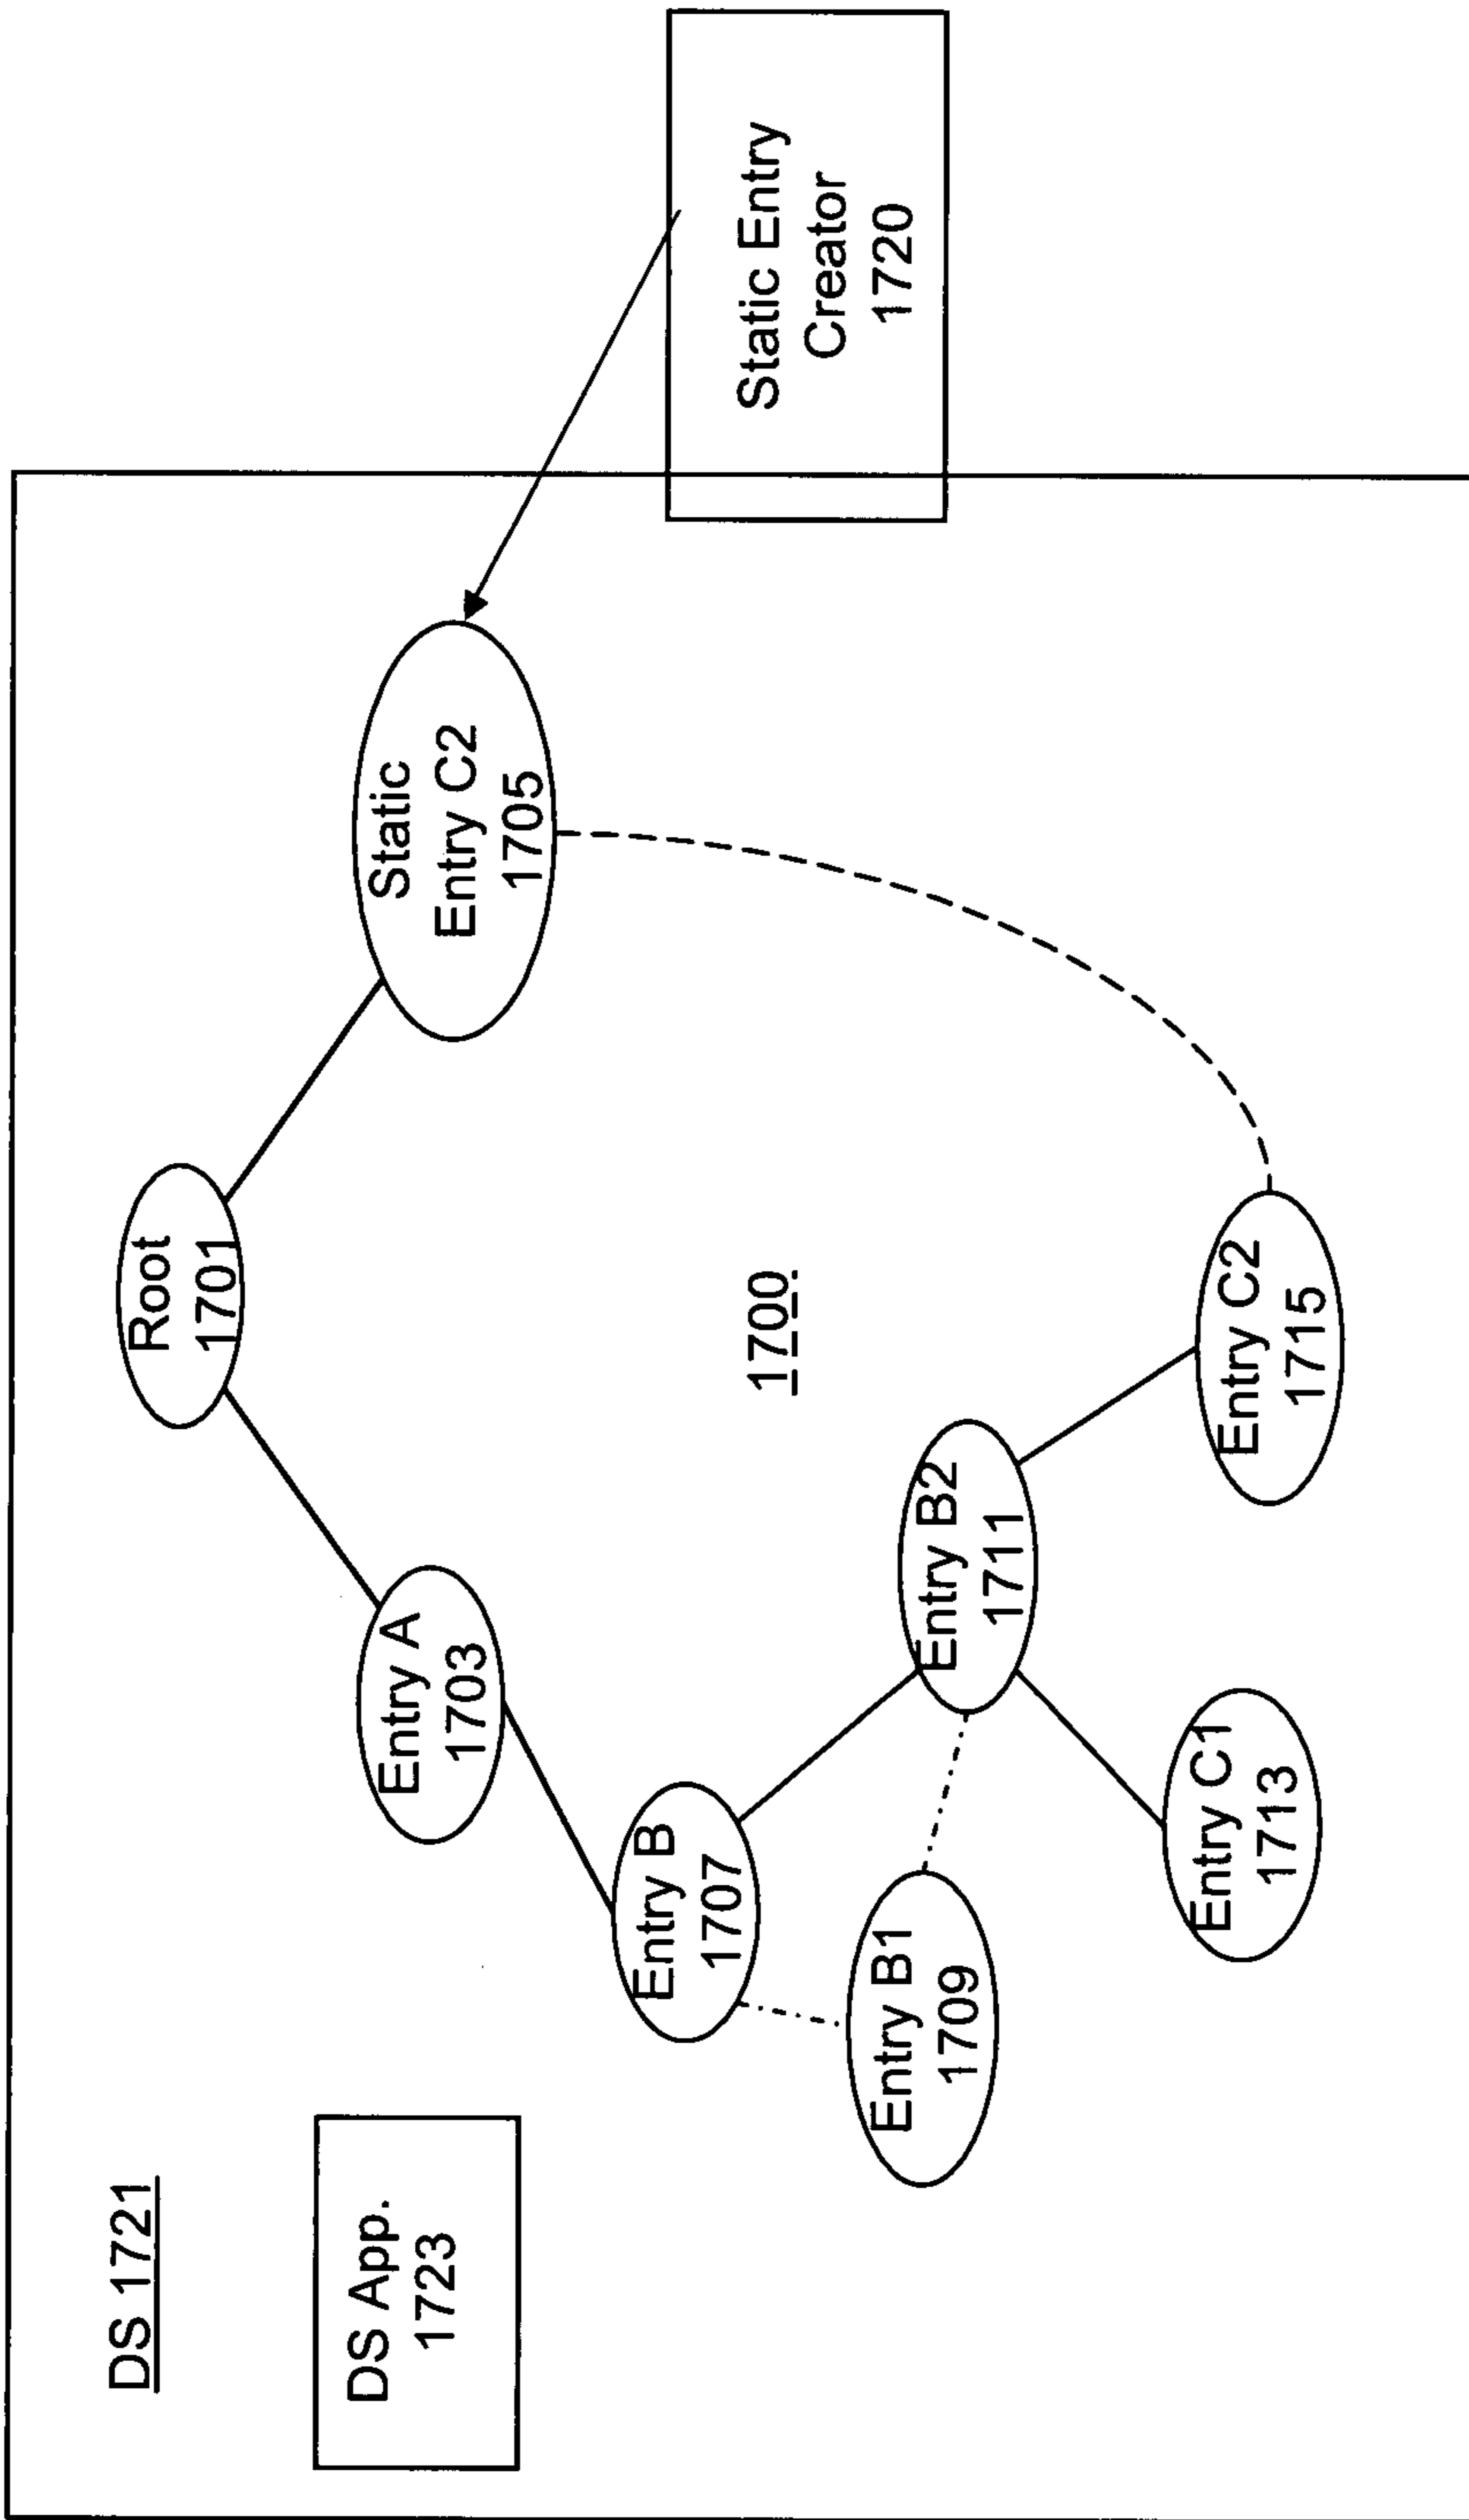 DS 1721
DS App.
1723
Root
1701
Static
Entry C2
1705
Static Entry
Creator
1720
Entry A
1703
Entry B
1707
1700
Entry B1
1709
Entry B2
1711
Entry C1
1713
Entry C2
1715